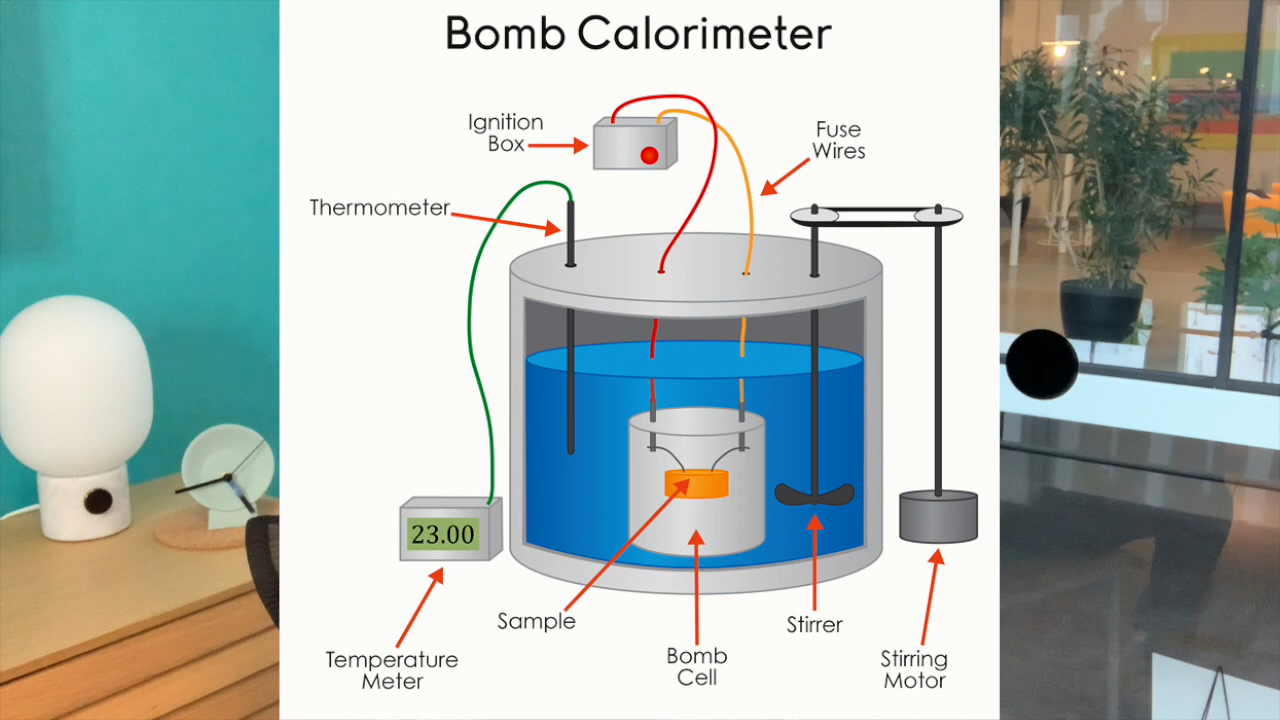 Bomb Calorimeter
Ignition
Box
Fuse
Wires
Thermometer
23.00
Sample
Stirrer
Temperature
Meter
Bomb
Cell
Stirring
Motor